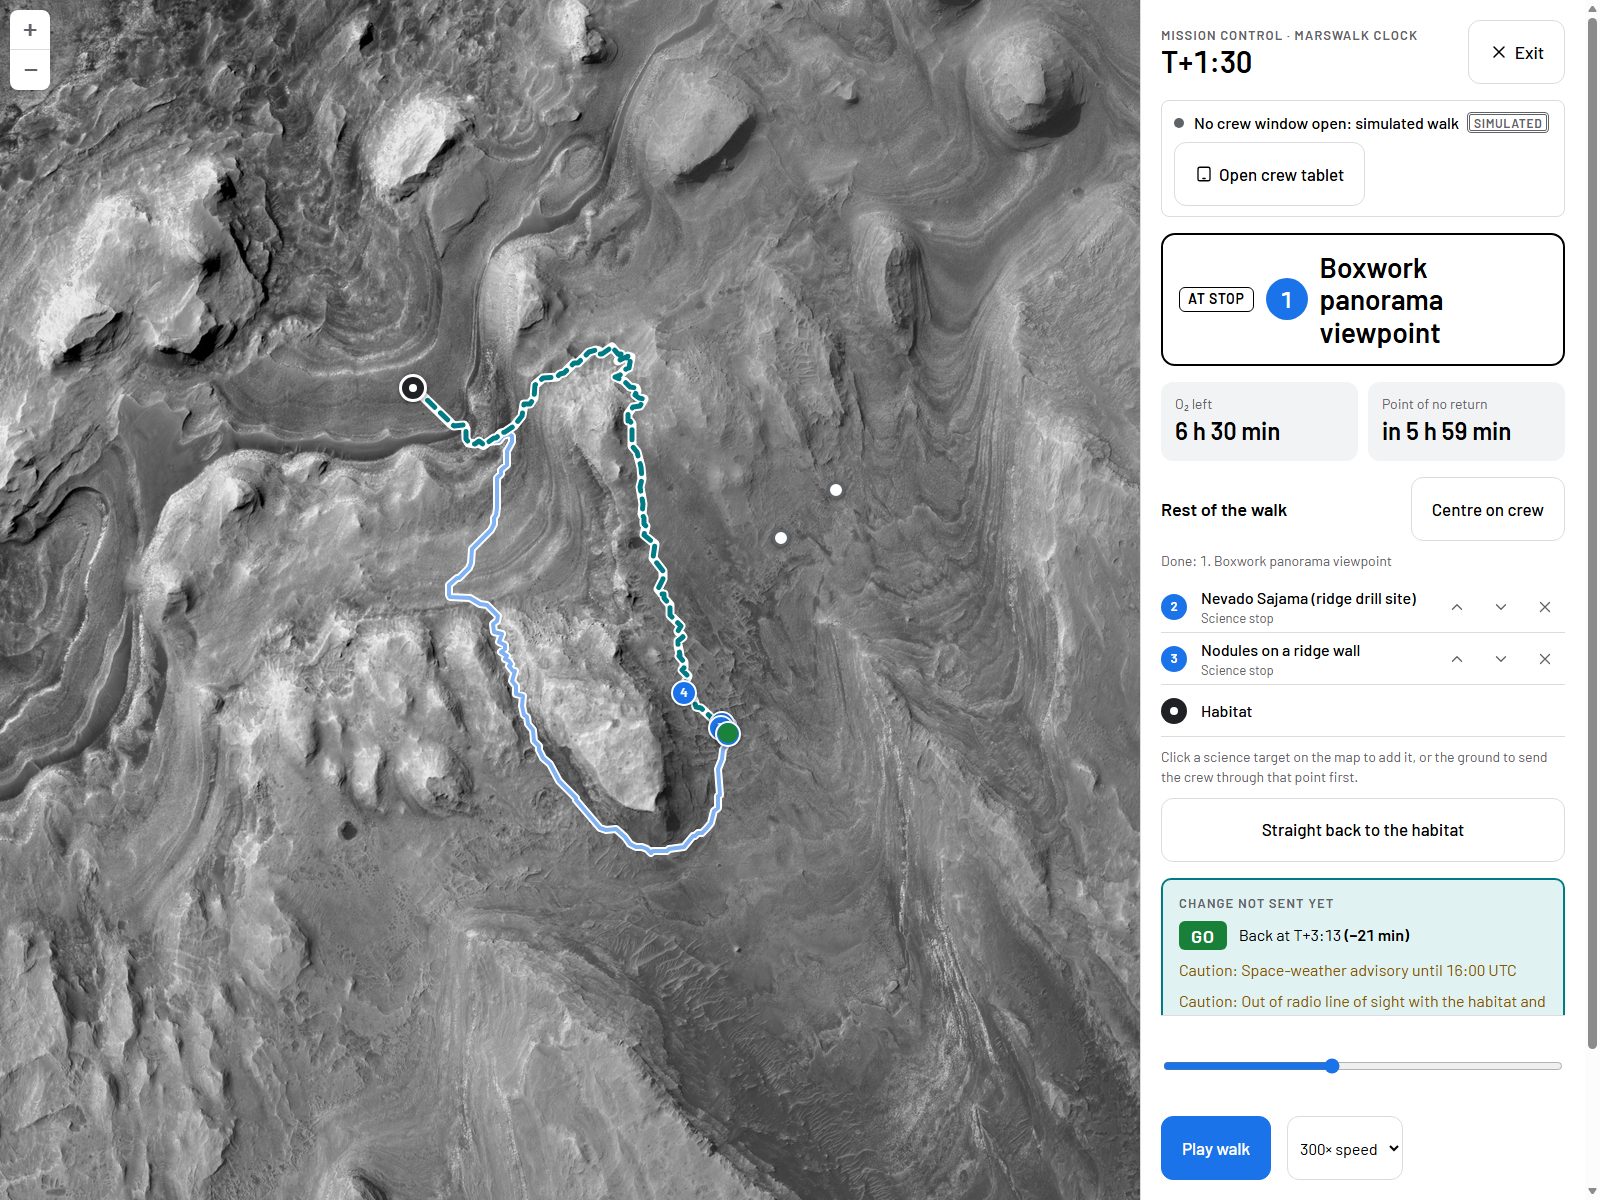 +
−
MISSION CONTROL · MARSWALK CLOCK
T+1:30
Exit
No crew window open: simulated walk
SIMULATED
Open crew tablet
AT STOP
1
Boxwork
panorama
viewpoint
O₂ left
6 h 30 min
Point of no return
in 5 h 59 min
Rest of the walk
Centre on crew
Done: 1. Boxwork panorama viewpoint
2
Nevado Sajama (ridge drill site)
Science stop
3
Nodules on a ridge wall
Science stop
Habitat
Click a science target on the map to add it, or the ground to send
the crew through that point first.
Straight back to the habitat
CHANGE NOT SENT YET
GO
Back at T+3:13 (−21 min)
Caution: Space-weather advisory until 16:00 UTC
Caution: Out of radio line of sight with the habitat and
Play walk
300× speed
4